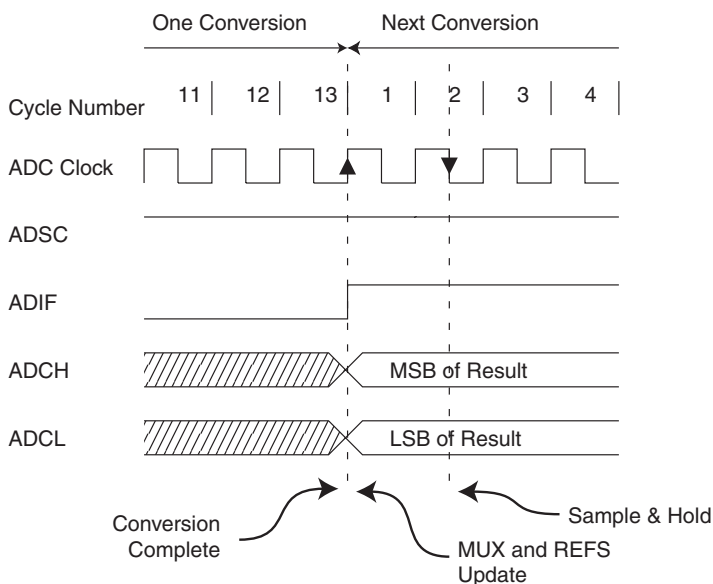 One Conversion Next Conversion
Cycle Number 11 12 13 1 2 3 4
ADC Clock
ADSC
ADIF
ADCH MSB of Result
ADCL LSB of Result
Conversion
Complete
MUX and REFS
Update
Sample & Hold